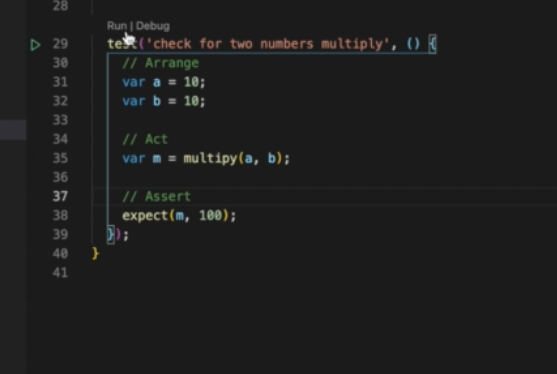 28
Run | Debug
29 test('check for two numbers multiply', () {
30 // Arrange
31 var a = 10;
32 var b = 10;
33
34 // Act
35 var m = multipy(a, b);
36
37 // Assert
38 expect(m, 100);
39 });
40 }
41